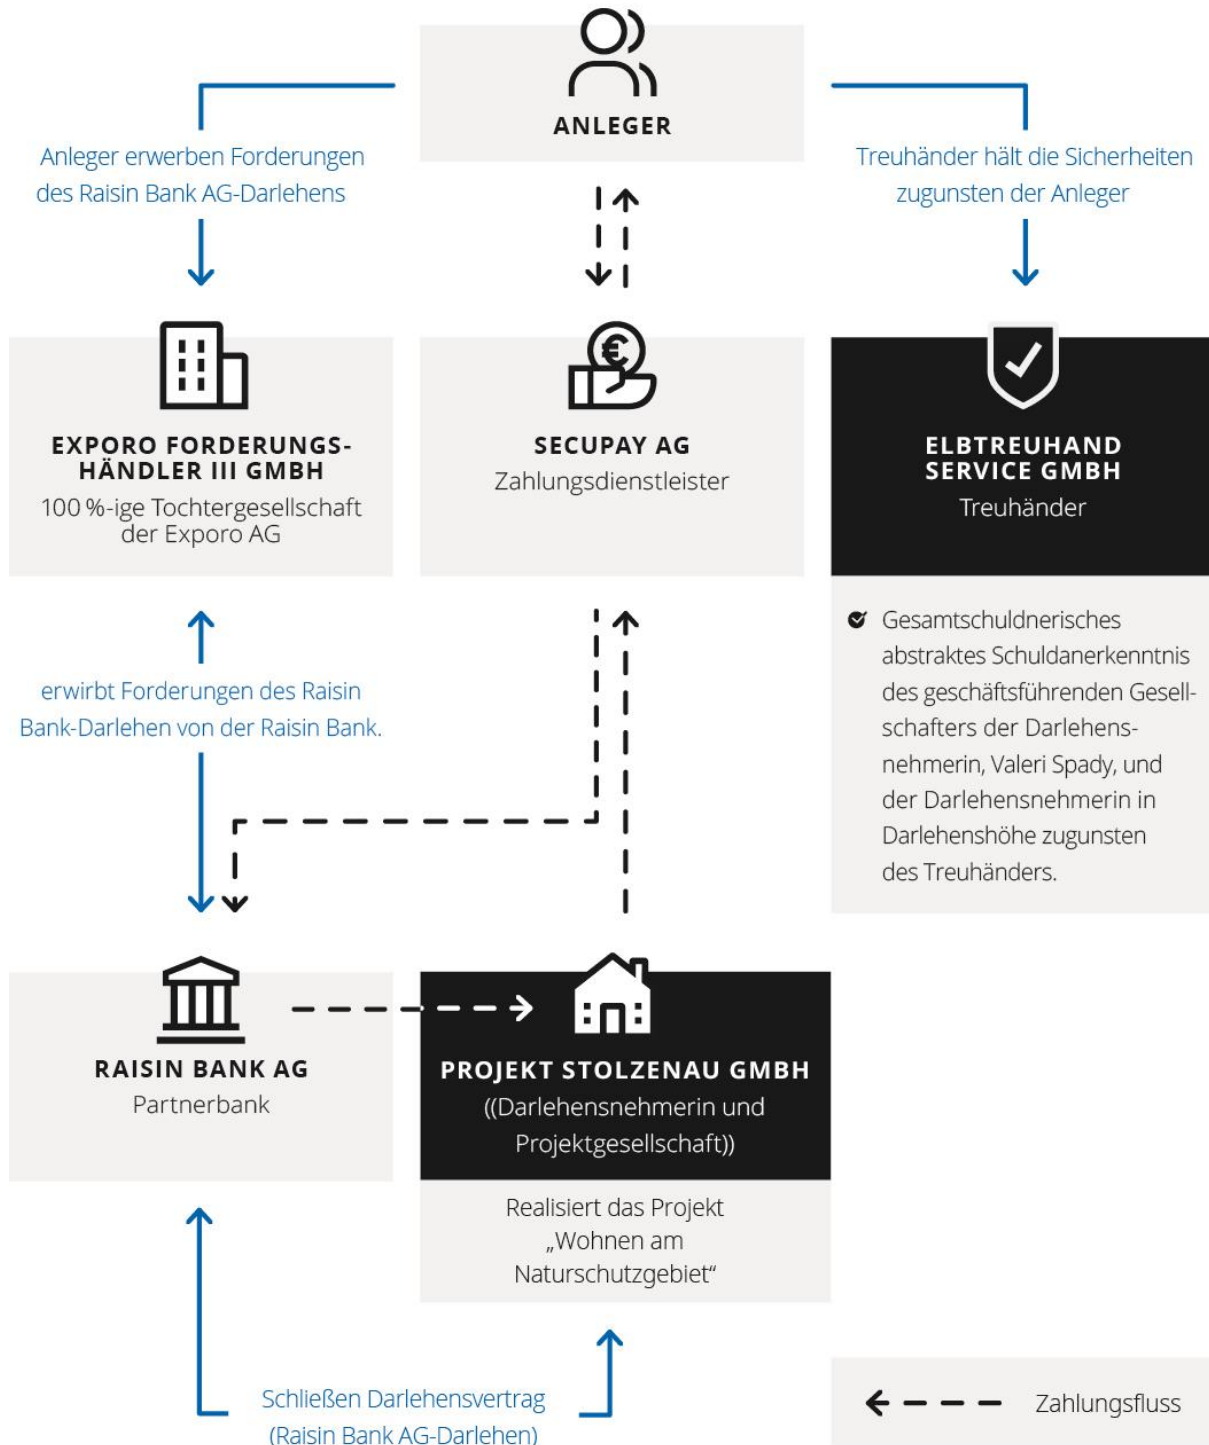 ANLEGER
Anleger erwerben Forderungen
des Raisin Bank AG-Darlehens
Treuhänder hält die Sicherheiten
zugunsten der Anleger
EXPORO FORDERUNGS-
HÄNDLER III GMBH
100 %-ige Tochtergesellschaft
der Exporo AG
€
SECUPAY AG
Zahlungsdienstleister
ELBTREUHAND
SERVICE GMBH
Treuhänder
Gesamtschuldnerisches
abstraktes Schuldanerkenntnis
des geschäftsführenden Gesell-
schafters der Darlehens-
nehmerin, Valeri Spady, und
der Darlehensnehmerin in
Darlehenshöhe zugunsten
des Treuhänders.
erwirbt Forderungen des Raisin
Bank-Darlehen von der Raisin Bank.
RAISIN BANK AG
Partnerbank
PROJEKT STOLZENAU GMBH
((Darlehensnehmerin und
Projektgesellschaft))
Realisiert das Projekt
„Wohnen am
Naturschutzgebiet“
Schließen Darlehensvertrag
(Raisin Bank AG-Darlehen)
Zahlungsfluss